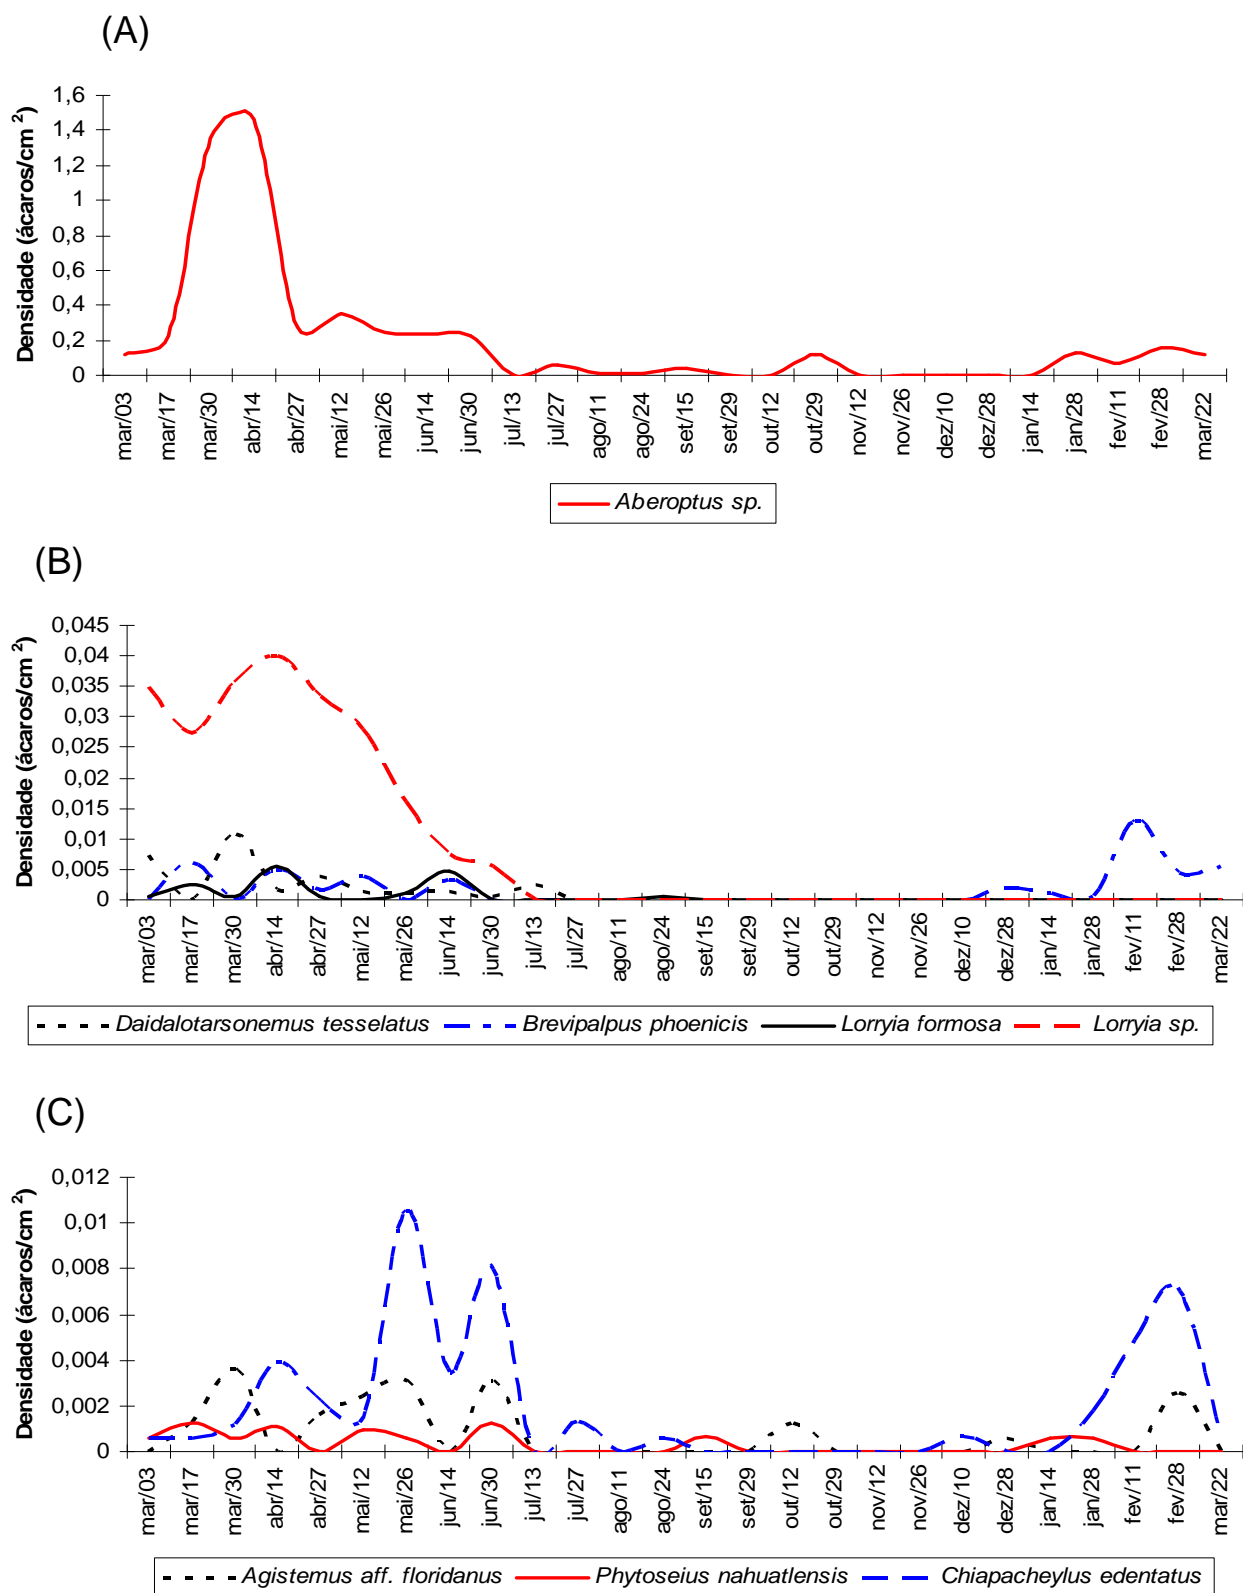 (A)
Densidade (ácaros/cm ²)
1,6
1,4
1,2
1
0,8
0,6
0,4
0,2
0
mar/03
mar/17
mar/30
abr/14
abr/27
mai/12
mai/26
jun/14
jun/30
jul/13
jul/27
ago/11
ago/24
set/15
set/29
out/12
out/29
nov/12
nov/26
dez/10
dez/28
jan/14
jan/28
fev/11
fev/28
mar/22
Aberoptus sp.
(B)
Densidade (ácaros/cm ²)
0,045
0,04
0,035
0,03
0,025
0,02
0,015
0,01
0,005
0
mar/03
mar/17
mar/30
abr/14
abr/27
mai/12
mai/26
jun/14
jun/30
jul/13
jul/27
ago/11
ago/24
set/15
set/29
out/12
out/29
nov/12
nov/26
dez/10
dez/28
jan/14
jan/28
fev/11
fev/28
mar/22
Daidalotarsonemus tesselatus Brevipalpus phoenicis Lorryia formosa Lorryia sp.
(C)
Densidade (ácaros/cm ²)
0,012
0,01
0,008
0,006
0,004
0,002
0
mar/03
mar/17
mar/30
abr/14
abr/27
mai/12
mai/26
jun/14
jun/30
jul/13
jul/27
ago/11
ago/24
set/15
set/29
out/12
out/29
nov/12
nov/26
dez/10
dez/28
jan/14
jan/28
fev/11
fev/28
mar/22
Agistemus aff. floridanus Phytoseius nahuatlensis Chiapacheylus edentatus